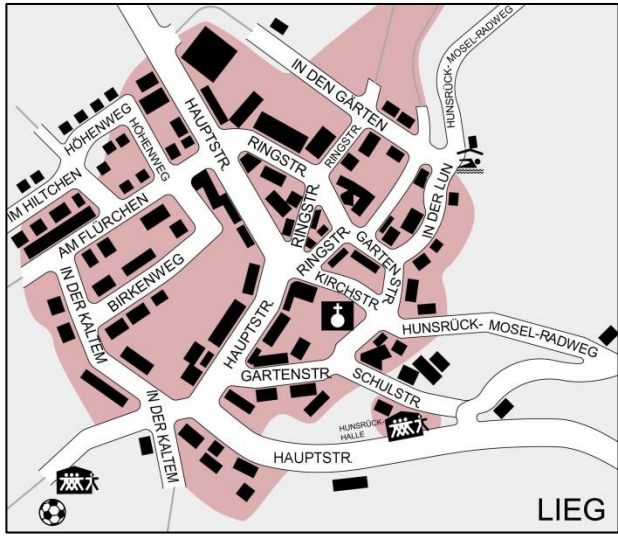 IN DEN GÄRTEN
HUNSRÜCK- MOSEL-RADWEG
HAUPTSTR.
HÖHENWEG
HÖHENWEG
RINGSTR.
RINGSTR.
IM HILTCHEN
AM FLÜRCHEN
RINGSTR.
IN DER LUN
GARTENSTR.
RINGSTR.
IN DER KALTEM
BIRKENWEG
KIRCHSTR.
HAUPTSTR.
HUNSRÜCK- MOSEL-RADWEG
GARTENSTR.
SCHULSTR.
IN DER KALTEM
HUNSRÜCK-
HALLE
HAUPTSTR.
LIEG